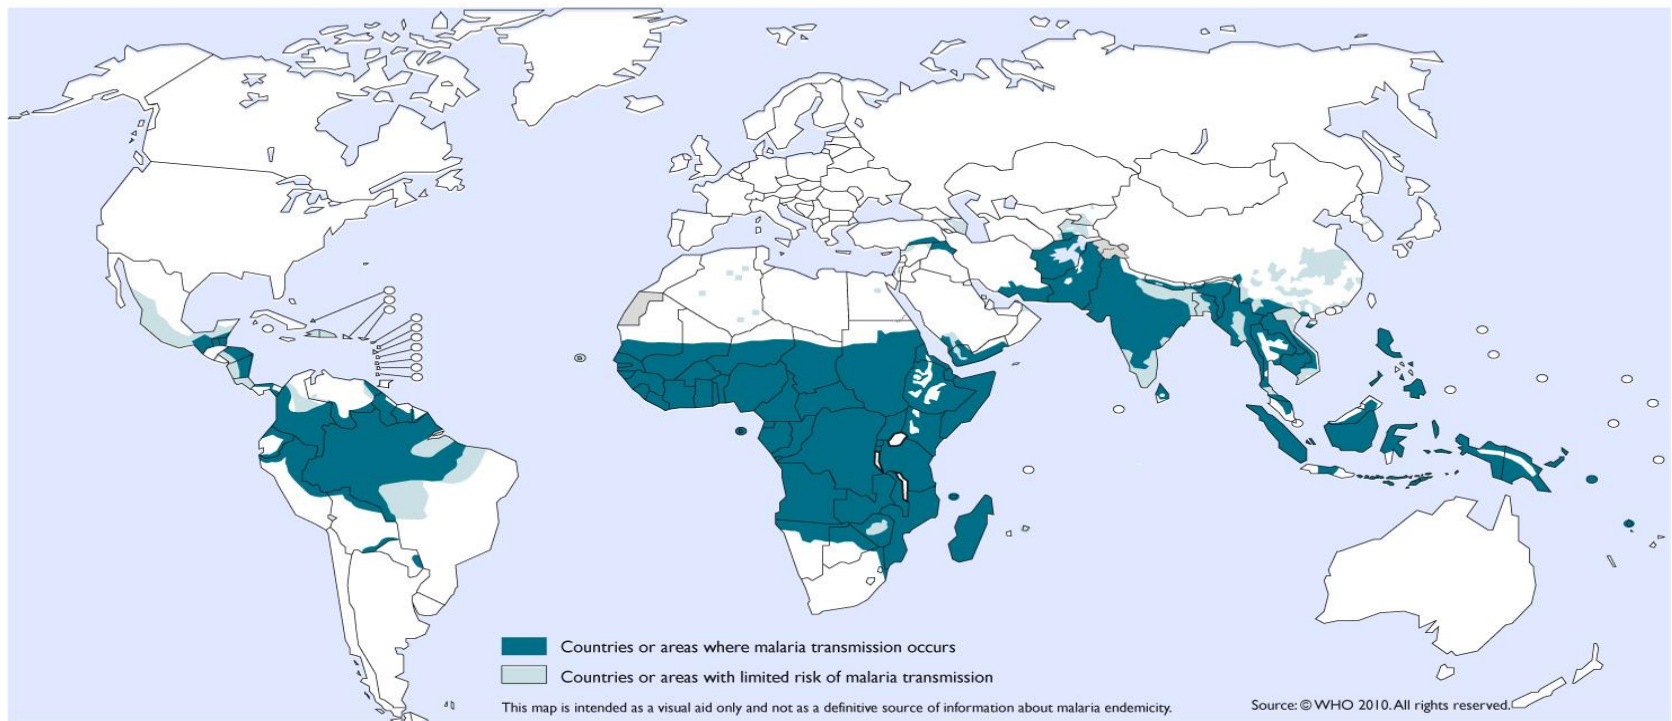 Countries or areas where malaria transmission occurs
Countries or areas with limited risk of malaria transmission
This map is intended as a visual aid only and not as a definitive source of information about malaria endemicity.
Source: © WHO 2010. All rights reserved.